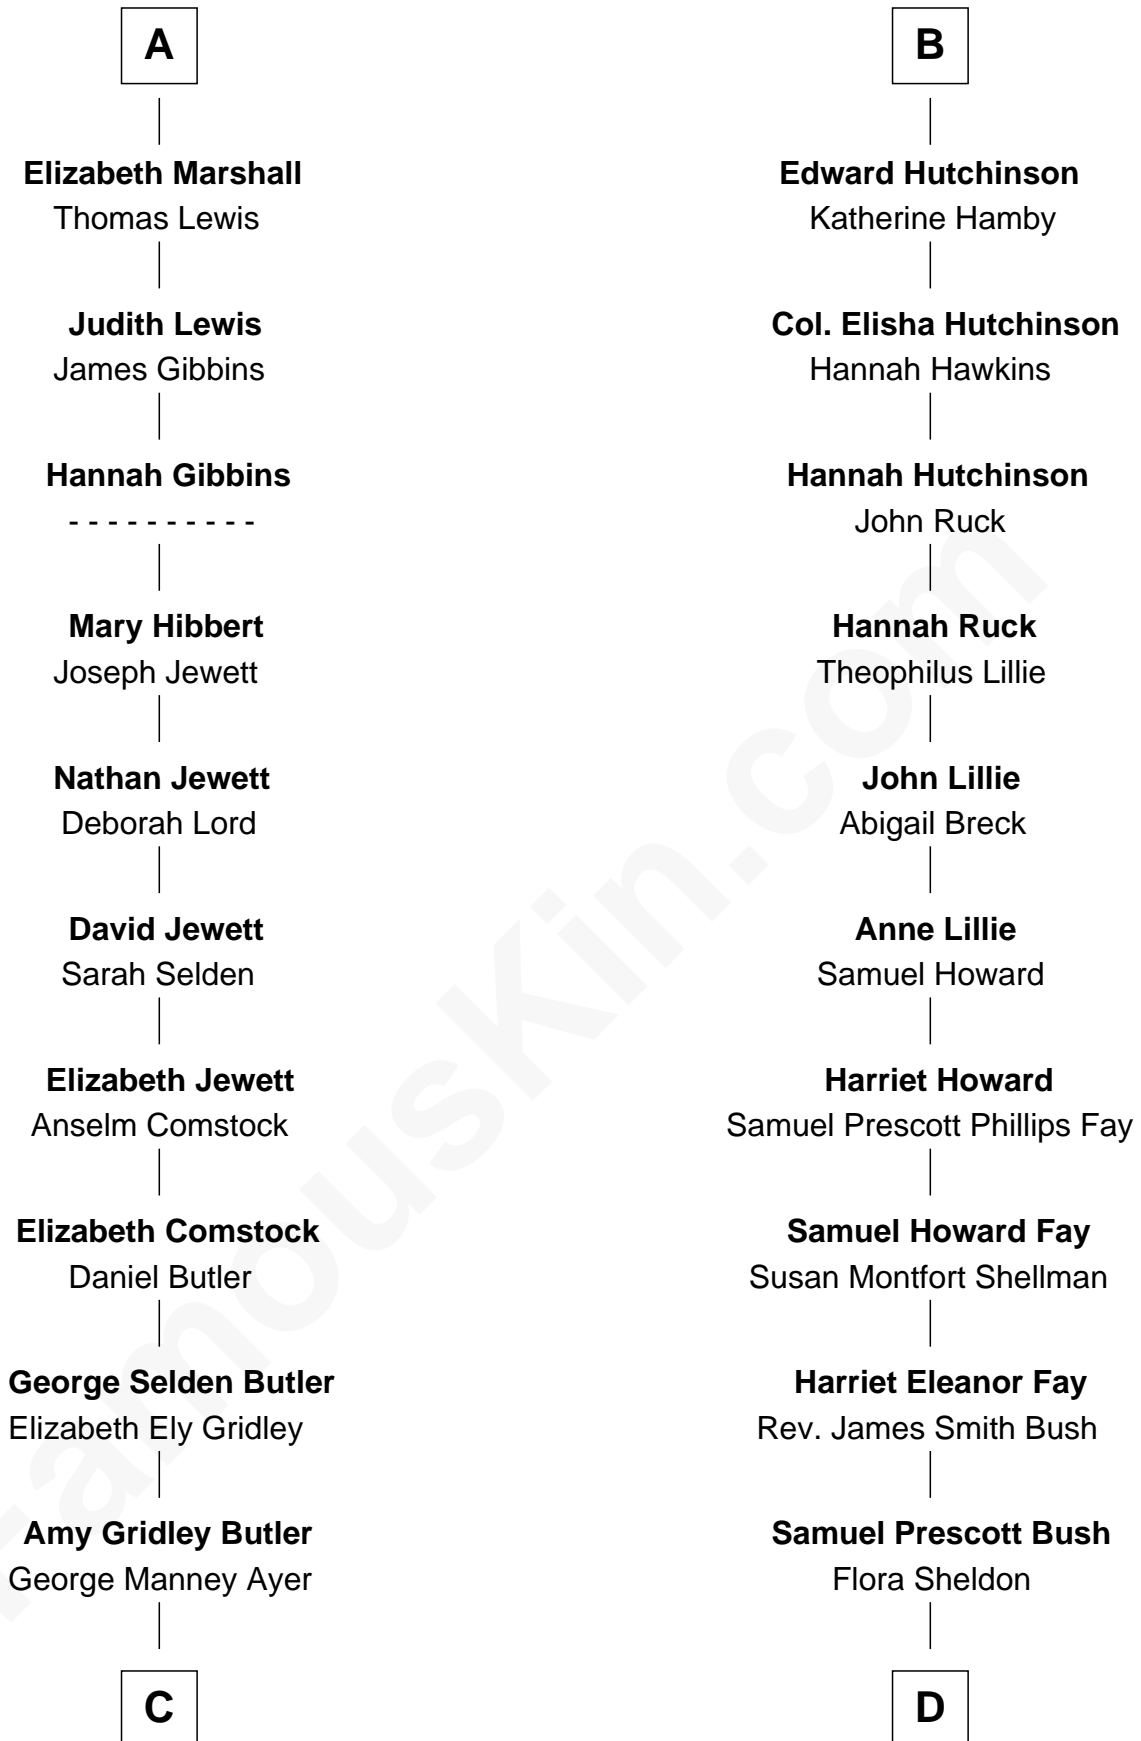 A
Elizabeth Marshall
Thomas Lewis
Judith Lewis
James Gibbins
Hannah Gibbins
- - - - - - - - - -
Mary Hibbert
Joseph Jewett
Nathan Jewett
Deborah Lord
David Jewett
Sarah Selden
Elizabeth Jewett
Anselm Comstock
Elizabeth Comstock
Daniel Butler
George Selden Butler
Elizabeth Ely Gridley
Amy Gridley Butler
George Manney Ayer
C
B
Edward Hutchinson
Katherine Hamby
Col. Elisha Hutchinson
Hannah Hawkins
Hannah Hutchinson
John Ruck
Hannah Ruck
Theophilus Lillie
John Lillie
Abigail Breck
Anne Lillie
Samuel Howard
Harriet Howard
Samuel Prescott Phillips Fay
Samuel Howard Fay
Susan Montfort Shellman
Harriet Eleanor Fay
Rev. James Smith Bush
Samuel Prescott Bush
Flora Sheldon
D
FamousKin.com